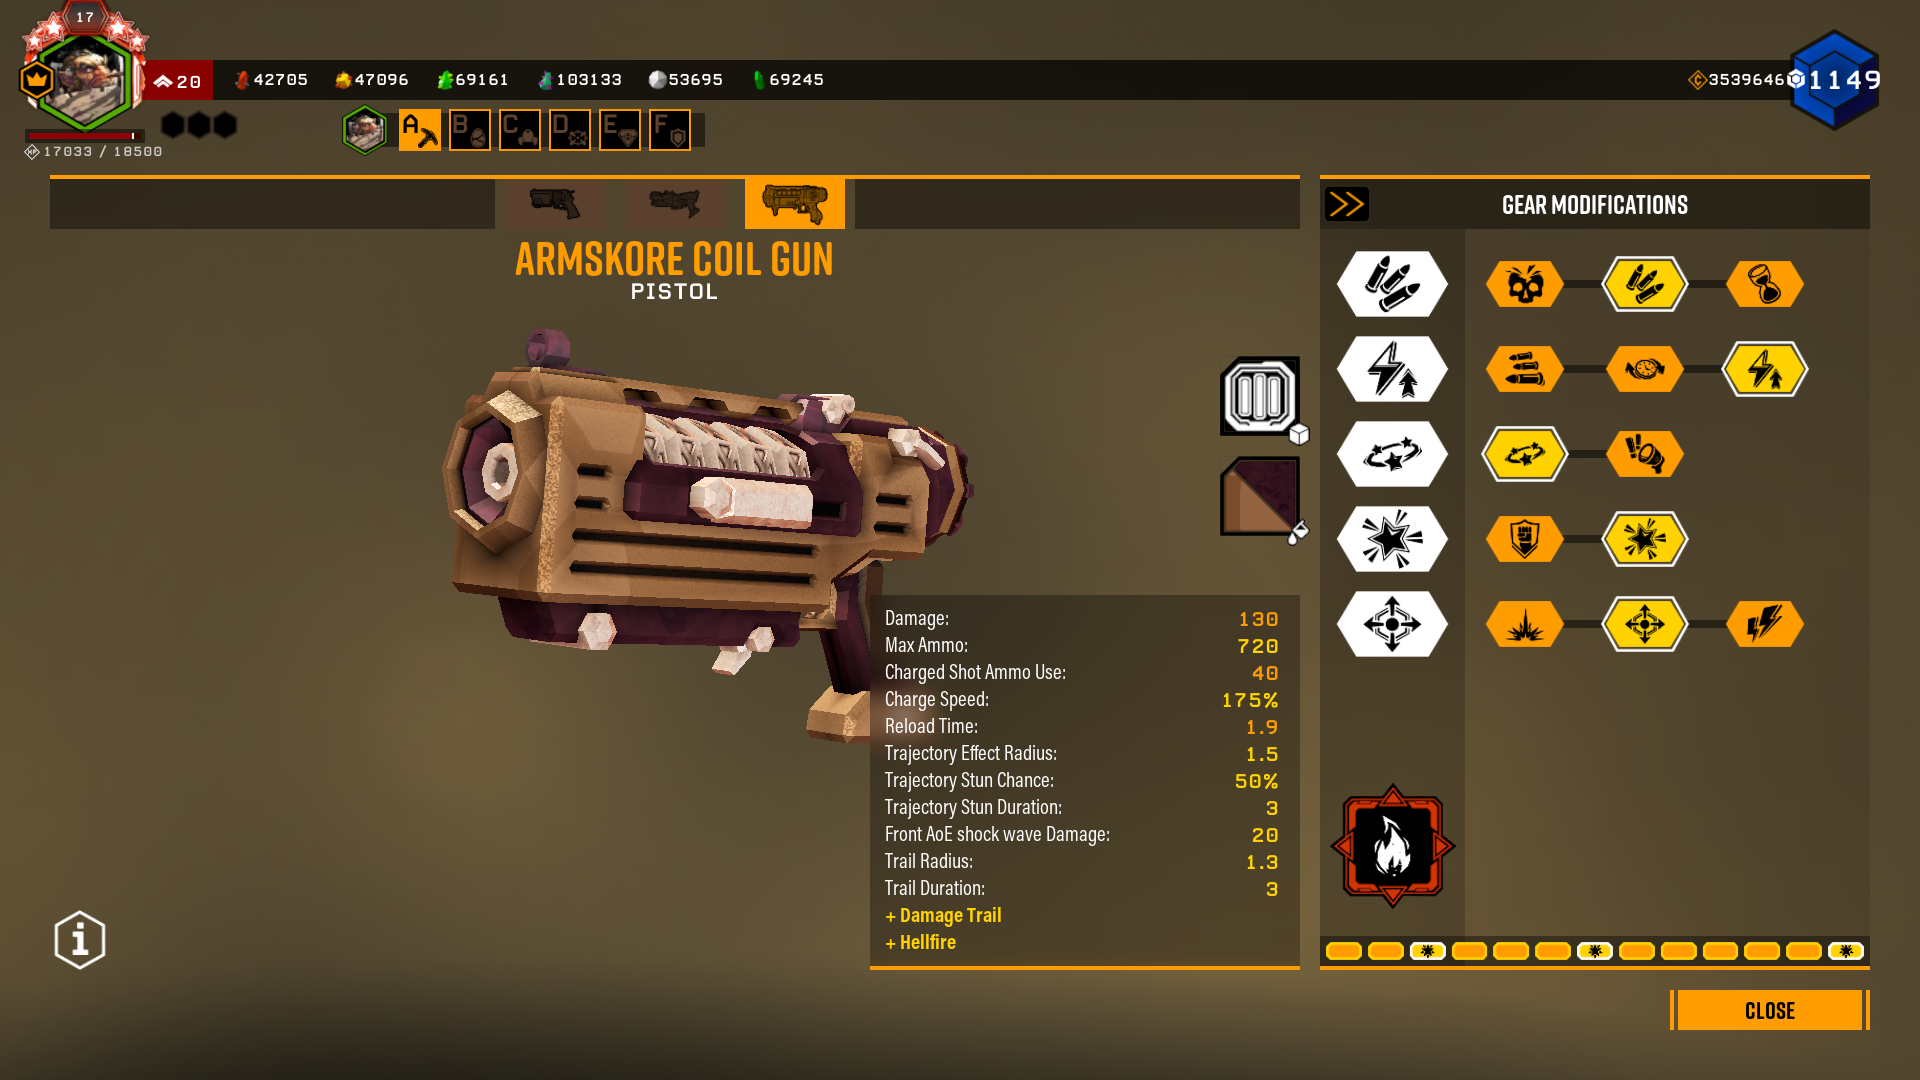 17
20
42705
47096
69161
103133
53695
69245
3539646
1149
17033 / 18500
A
B
C
D
E
F
GEAR MODIFICATIONS
ARMSKORE COIL GUN
PISTOL
Damage: 130
Max Ammo: 720
Charged Shot Ammo Use: 40
Charge Speed: 175%
Reload Time: 1.9
Trajectory Effect Radius: 1.5
Trajectory Stun Chance: 50%
Trajectory Stun Duration: 3
Front AoE shock wave Damage: 20
Trail Radius: 1.3
Trail Duration: 3
+ Damage Trail
+ Hellfire
CLOSE